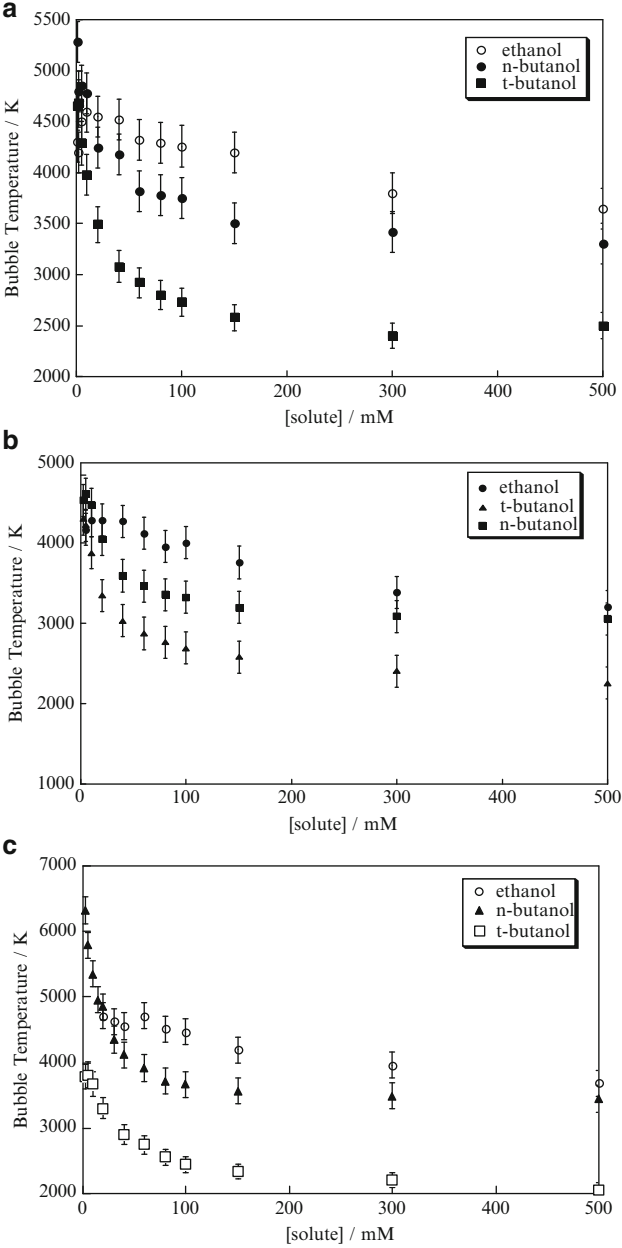 a
5500
5000
4500
4000
3500
3000
2500
2000
Bubble Temperature / K
ethanol
n-butanol
t-butanol
0 100 200 300 400 500
[solute / mM
b
5000
4000
3000
2000
1000
Bubble Temperature / K
ethanol
t-butanol
n-butanol
0 100 200 300 400 500
[solute] / mM
c
7000
6000
5000
4000
3000
2000
Bubble Temperature / K
ethanol
n-butanol
t-butanol
0 100 200 300 400 500
[solute] / mM